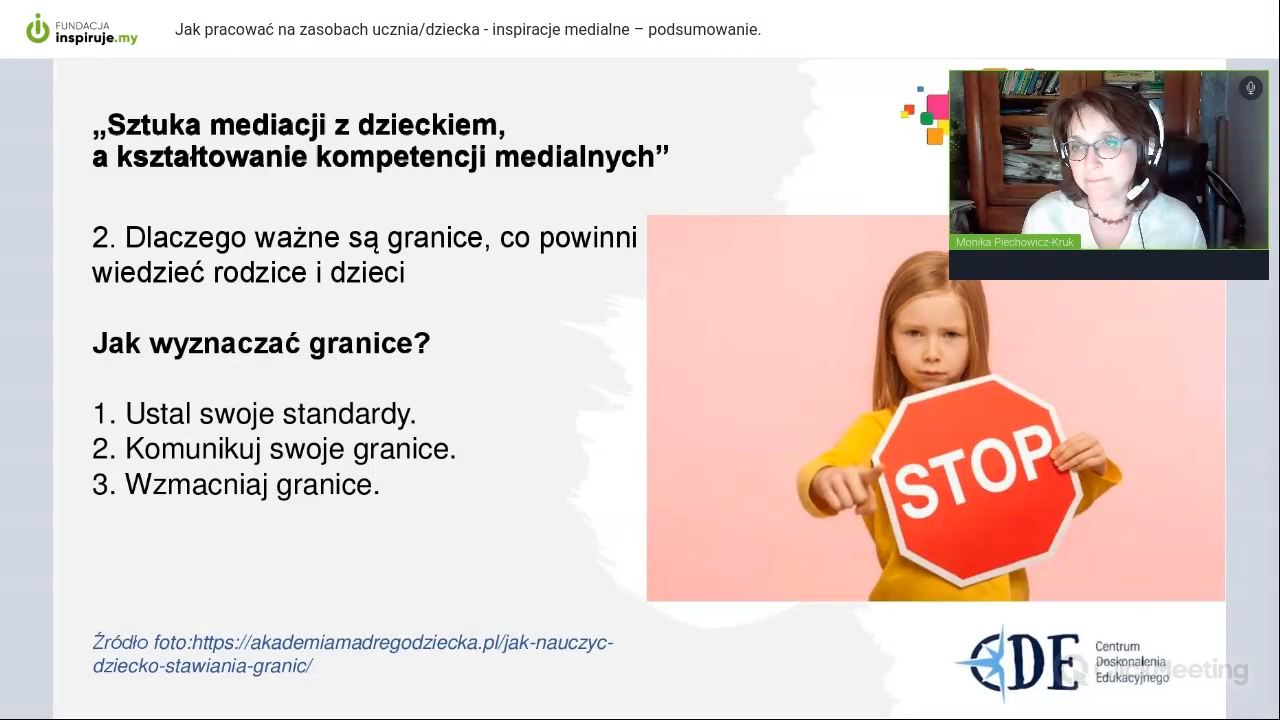 FUNDACJA
inspiruje.my
Jak pracować na zasobach ucznia/dziecka - inspiracje medialne – podsumowanie.
„Sztuka mediacji z dzieckiem,
a kształtowanie kompetencji medialnych”
2. Dlaczego ważne są granice, co powinni
wiedzieć rodzice i dzieci
Jak wyznaczać granice?
1. Ustal swoje standardy.
2. Komunikuj swoje granice.
3. Wzmacniaj granice.
Monika Piechowicz-Kruk
STOP
Źródło foto:https://akademiamadregodziecka.pl/jak-nauczyc-
dziecko-stawiania-granic/
CDE
Centrum
Doskonalenia
Edukacyjnego
ClickMeeting